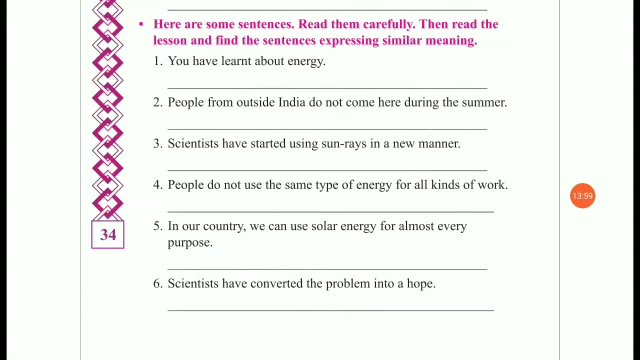 • Here are some sentences. Read them carefully. Then read the
lesson and find the sentences expressing similar meaning.
1. You have learnt about energy.
2. People from outside India do not come here during the summer.
3. Scientists have started using sun-rays in a new manner.
4. People do not use the same type of energy for all kinds of work.
5. In our country, we can use solar energy for almost every
purpose.
6. Scientists have converted the problem into a hope.
34
13:59